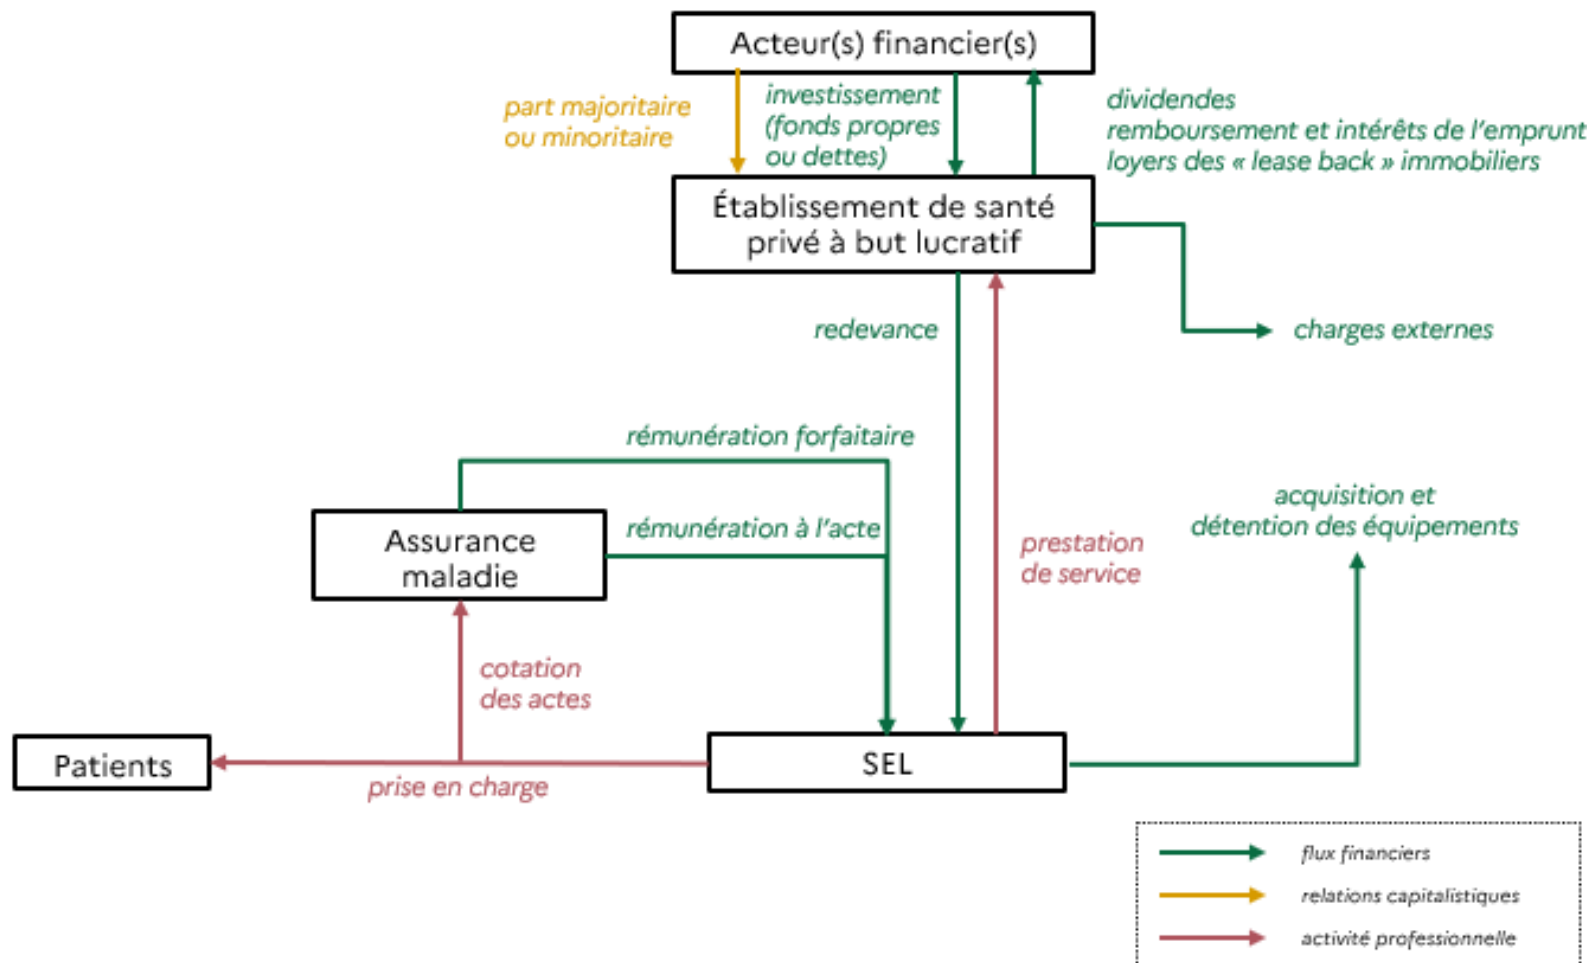 Acteur(s) financier(s)
part majoritaire
ou minoritaire
investissement
(fonds propres
ou dettes)
dividendes
remboursement et intérêts de l'emprunt
loyers des « lease back » immobiliers
Établissement de santé
privé à but lucratif
redevance
charges externes
rémunération forfaitaire
Assurance
maladie
rémunération à l'acte
prestation
de service
acquisition et
détention des équipements
cotation
des actes
Patients
prise en charge
SEL
flux financiers
relations capitalistiques
activité professionnelle